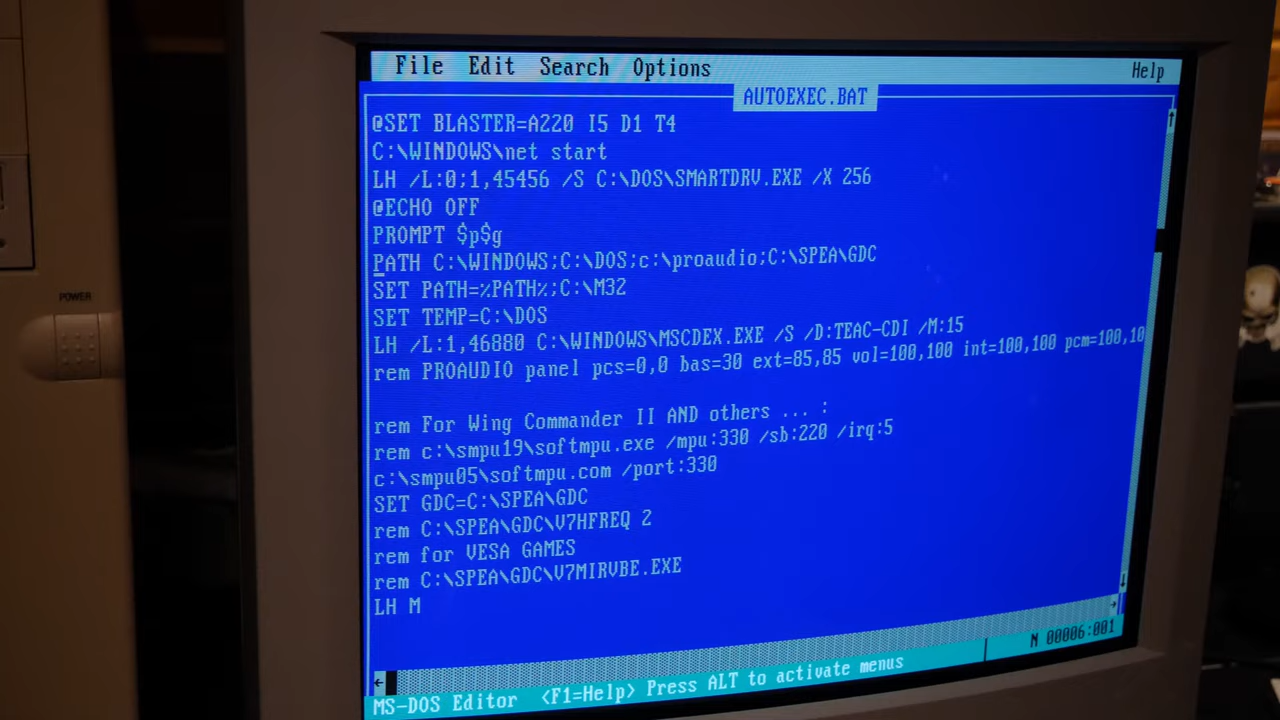 POWER
File Edit Search Options Help
AUTOEXEC.BAT
@SET BLASTER=A220 I5 D1 T4
C:\WINDOWS\net start
LH /L:0;1,45456 /S C:\DOS\SMARTDRV.EXE /X 256
@ECHO OFF
PROMPT $p$g
PATH C:\WINDOWS;C:\DOS;c:\proaudio;C:\SPEA\GDC
SET PATH=%PATH%;C:\M32
SET TEMP=C:\DOS
LH /L:1,46880 C:\WINDOWS\MSCDEX.EXE /S /D:TEAC-CDI /M:15
rem PROAUDIO panel pcs=0,0 bas=30 ext=85,85 vol=100,100 int=100,100 pcm=100,10
rem For Wing Commander II AND others ... :
rem c:\smpu19\softmpu.exe /mpu:330 /sb:220 /irq:5
c:\smpu05\softmpu.com /port:330
SET GDC=C:\SPEA\GDC
rem C:\SPEA\GDC\V7HFREQ 2
rem for VESA GAMES
rem C:\SPEA\GDC\V7MIRVBE.EXE
LH M
N 00006:001
MS-DOS Editor <F1=Help> Press ALT to activate menus